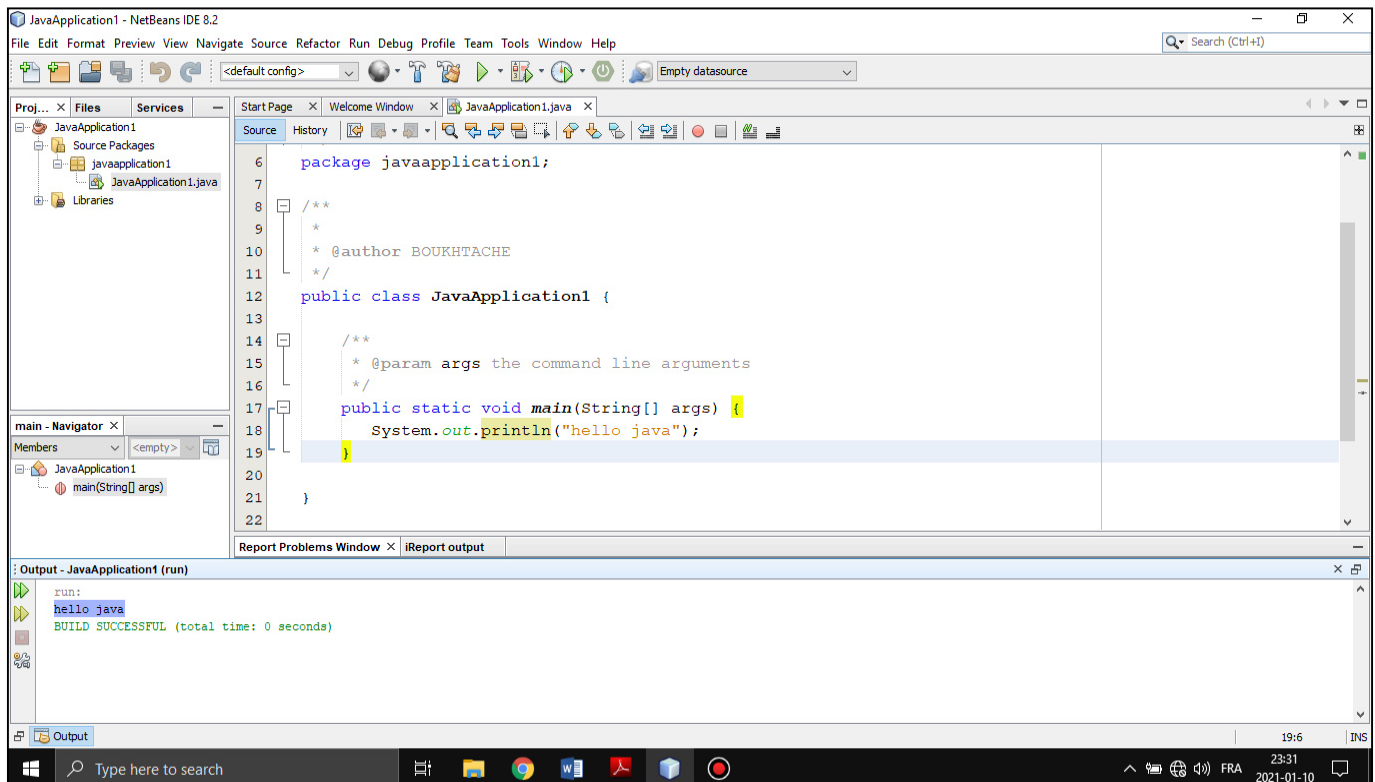 JavaApplication1 - NetBeans IDE 8.2
File Edit Format Preview View Navigate Source Refactor Run Debug Profile Team Tools Window Help
Search (Ctrl+I)
<default config>
Empty datasource
Proj... Files Services
Start Page Welcome Window JavaApplication1.java
JavaApplication1
Source Packages
javaapplication1
JavaApplication1.java
Libraries
Source History
6 package javaapplication1;
7
8 /**
9 *
10 * @author BOUKHTACHE
11 */
12 public class JavaApplication1 {
13
14 /**
15 * @param args the command line arguments
16 */
17 public static void main(String[] args) {
18 System.out.println("hello java");
19 }
20
21 }
22
main - Navigator
Members <empty>
JavaApplication1
main(String[] args)
Report Problems Window iReport output
Output - JavaApplication1 (run)
run:
hello java
BUILD SUCCESSFUL (total time: 0 seconds)
Output
19:6 INS
Type here to search
FRA
23:31
2021-01-10